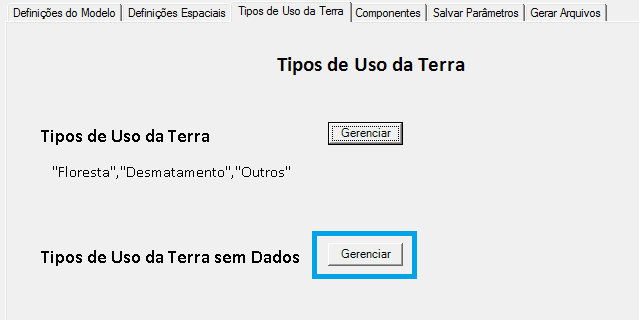 Definições do Modelo Definições Espaciais Tipos de Uso da Terra Componentes Salvar Parâmetros Gerar Arquivos
Tipos de Uso da Terra
Tipos de Uso da Terra Gerenciar
"Floresta","Desmatamento","Outros"
Tipos de Uso da Terra sem Dados Gerenciar